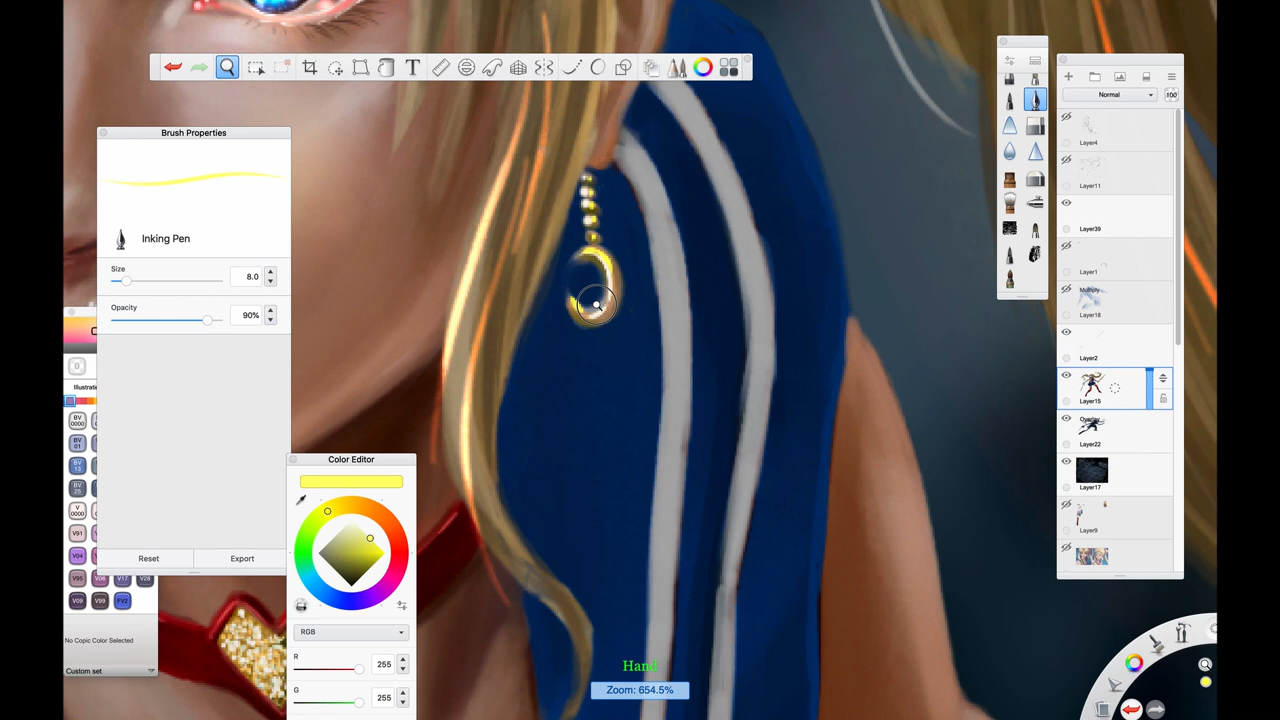 T
Brush Properties
Inking Pen
Size
8.0
Opacity
90%
Reset
Export
Illustrat
BV
0000
BV
01
BV
13
BV
25
V
0000
V91
V04
V95
V06
V17
V28
V09
V99
FV2
No Copic Color Selected
Custom set
Color Editor
RGB
R
255
G
255
Hand
Zoom: 654.5%
Normal
100
Layer4
Layer11
Layer39
Layer1
Multiply
Layer18
Layer2
Layer15
Overlay
Layer22
Layer17
Layer9